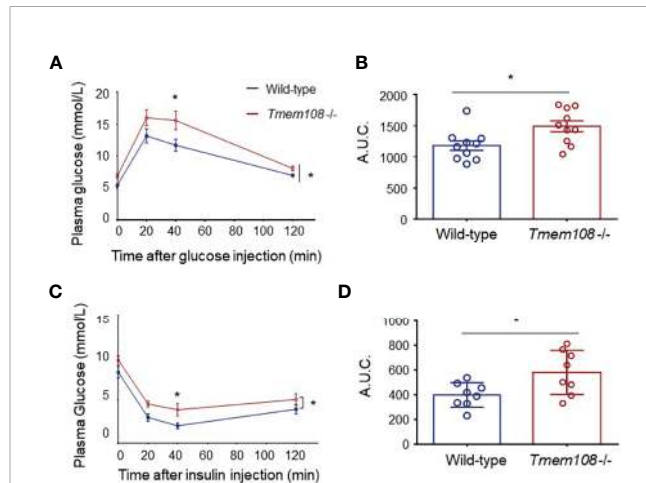 A
Plasma glucose (mmol/L)
20
15
10
5
0
*
*
Wild-type
Tmem108-/-
0 20 40 60 80 100 120
Time after glucose injection (min)
B
A.U.C.
2000
1500
1000
500
0
*
Wild-type Tmem108-/-
C
Plasma Glucose (mmol/L)
10
5
0
*
*
0 20 40 60 80 100 120
Time after insulin injection (min)
D
A.U.C.
1000
800
600
400
200
0
Wild-type Tmem108-/-